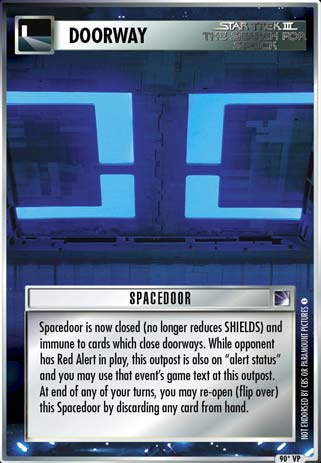 DOORWAY
STAR TREK III
THE SEARCH FOR
SPOCK
SPACEDOOR
Spacedoor is now closed (no longer reduces SHIELDS) and
immune to cards which close doorways. While opponent
has Red Alert in play, this outpost is also on “alert status”
and you may use that event's game text at this outpost.
At end of any of your turns, you may re-open (flip over)
this Spacedoor by discarding any card from hand.
NOT ENDORSED BY CBS OR PARAMOUNT PICTURES
90* VP